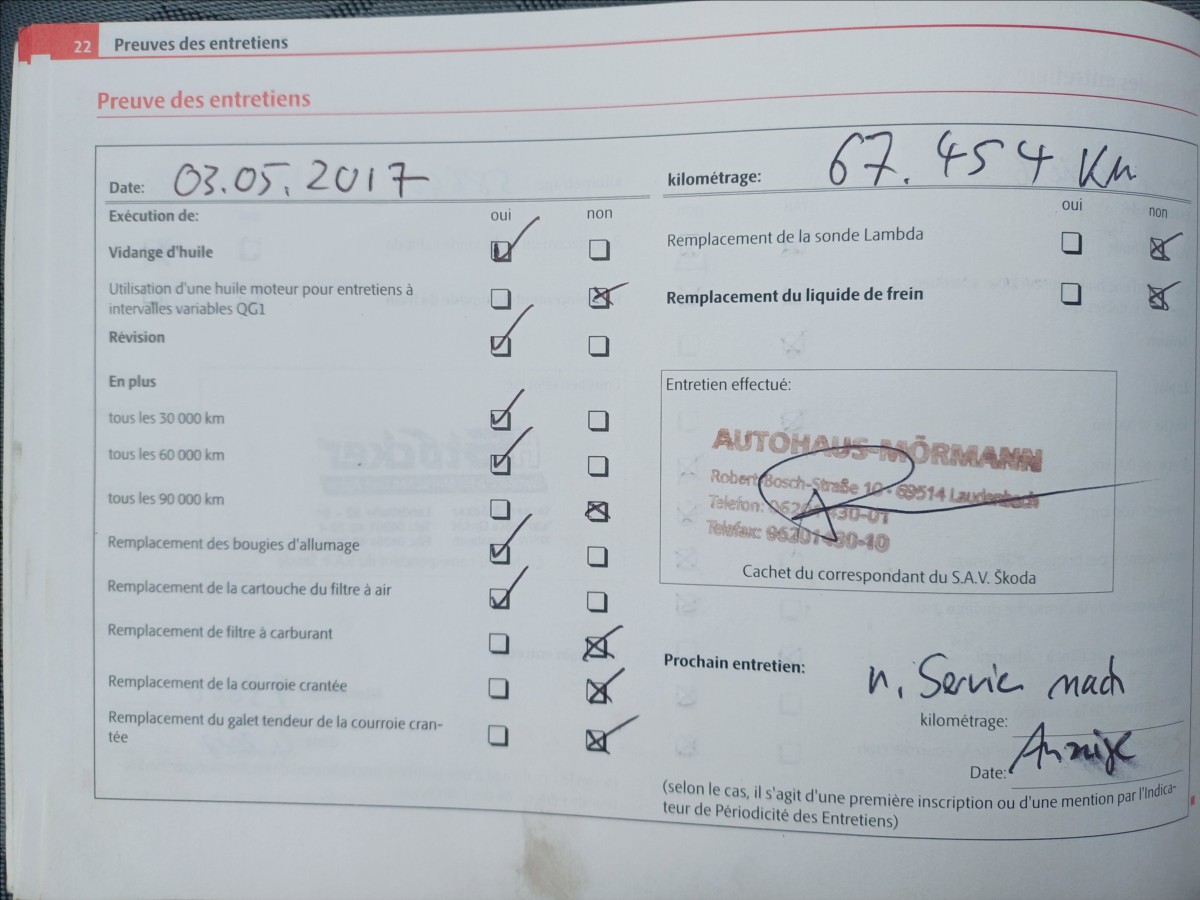 22 Preuves des entretiens
Preuve des entretiens
Date: 03.05.2017
Exécution de: oui non
Vidange d'huile
Utilisation d'une huile moteur pour entretiens à
intervalles variables QG1
Révision
En plus
tous les 30 000 km
tous les 60 000 km
tous les 90 000 km
Remplacement des bougies d'allumage
Remplacement de la cartouche du filtre à air
Remplacement de filtre à carburant
Remplacement de la courroie crantée
Remplacement du galet tendeur de la courroie cran-
tée
kilométrage: 67.454 Km
oui non
Remplacement de la sonde Lambda
Remplacement du liquide de frein
Entretien effectué:
AUTOHAUS-MÖRMANN
Robert-Bosch-Straße 10 - 69514 Laudenbach
Telefon: 06201
Telefax: 06201
Cachet du correspondant du S.A.V. Škoda
Prochain entretien: n. Service nach
kilométrage:
Date:
(selon le cas, il s'agit d'une première inscription ou d'une mention par l'Indica-
teur de Périodicité des Entretiens)